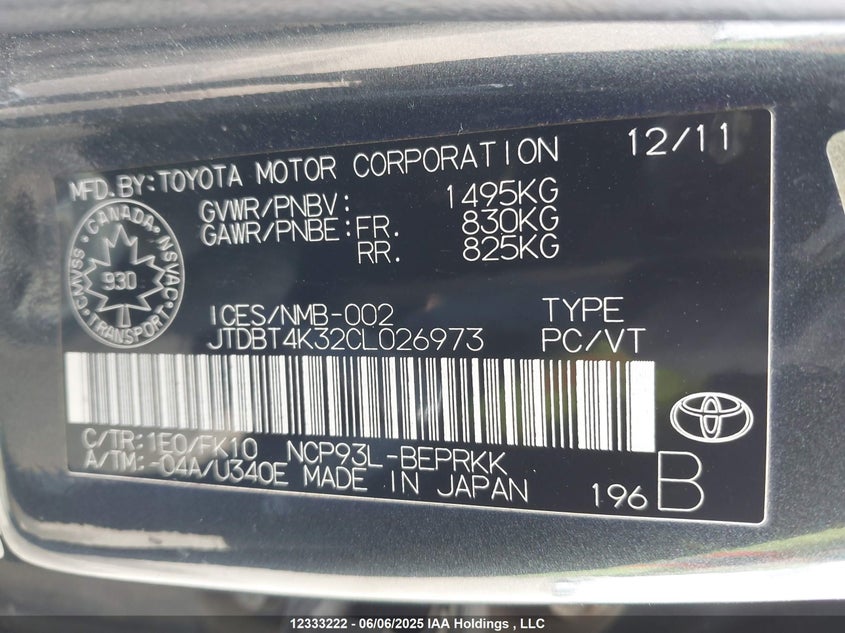 MFD.BY:TOYOTA MOTOR CORPORATION 12/11
GVWR/PNBV: 1495KG
GAWR/PNBE:FR. 830KG
RR. 825KG
CANADA
CMVSS NSVAC
930
TRANSPORT
ICES/NMB-002 TYPE
JTDBT4K32CL026973 PC/VT
C/TR:1E0/FK10 NCP93L-BEPRKK
A/TM:-04A/U340E MADE IN JAPAN 196 B
12333222 - 06/06/2025 IAA Holdings , LLC